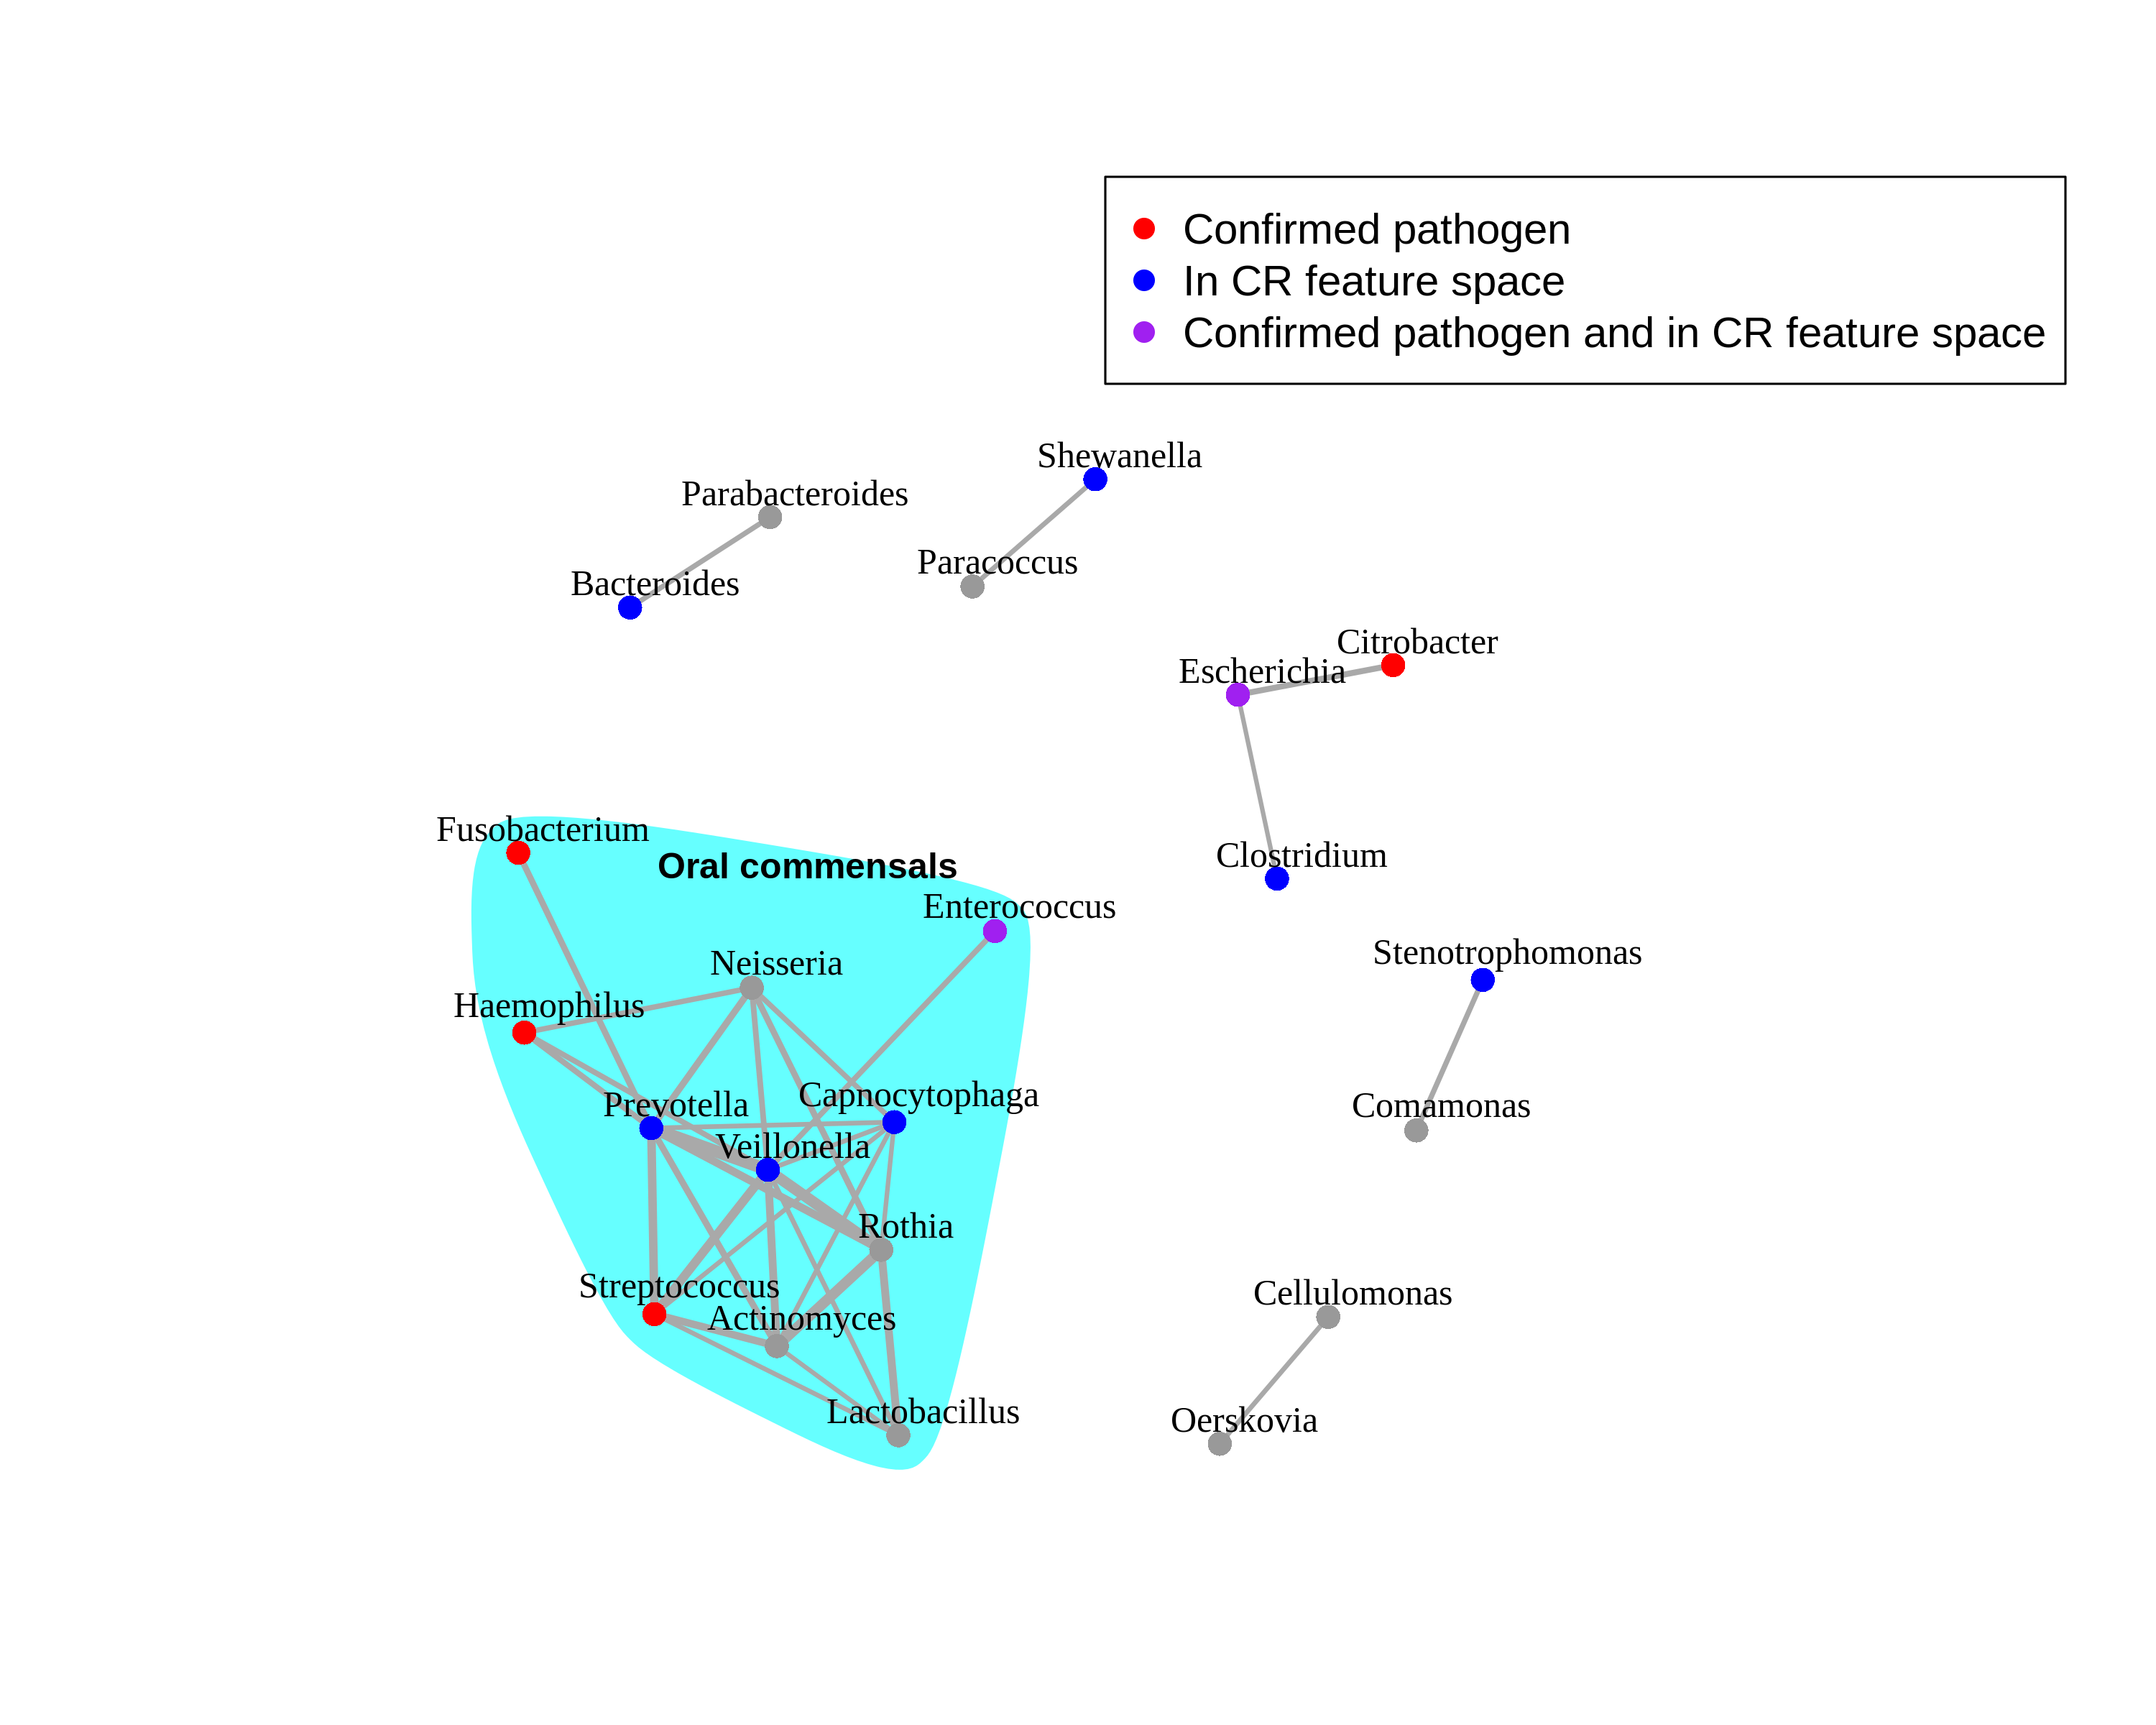 Confirmed pathogen
In CR feature space
Confirmed pathogen and in CR feature space
Shewanella
Parabacteroides
Paracoccus
Bacteroides
Citrobacter
Escherichia
Fusobacterium
Oral commensals
Clostridium
Enterococcus
Stenotrophomonas
Neisseria
Haemophilus
Capnocytophaga
Prevotella
Comamonas
Veillonella
Rothia
Streptococcus
Cellulomonas
Actinomyces
Lactobacillus
Oerskovia